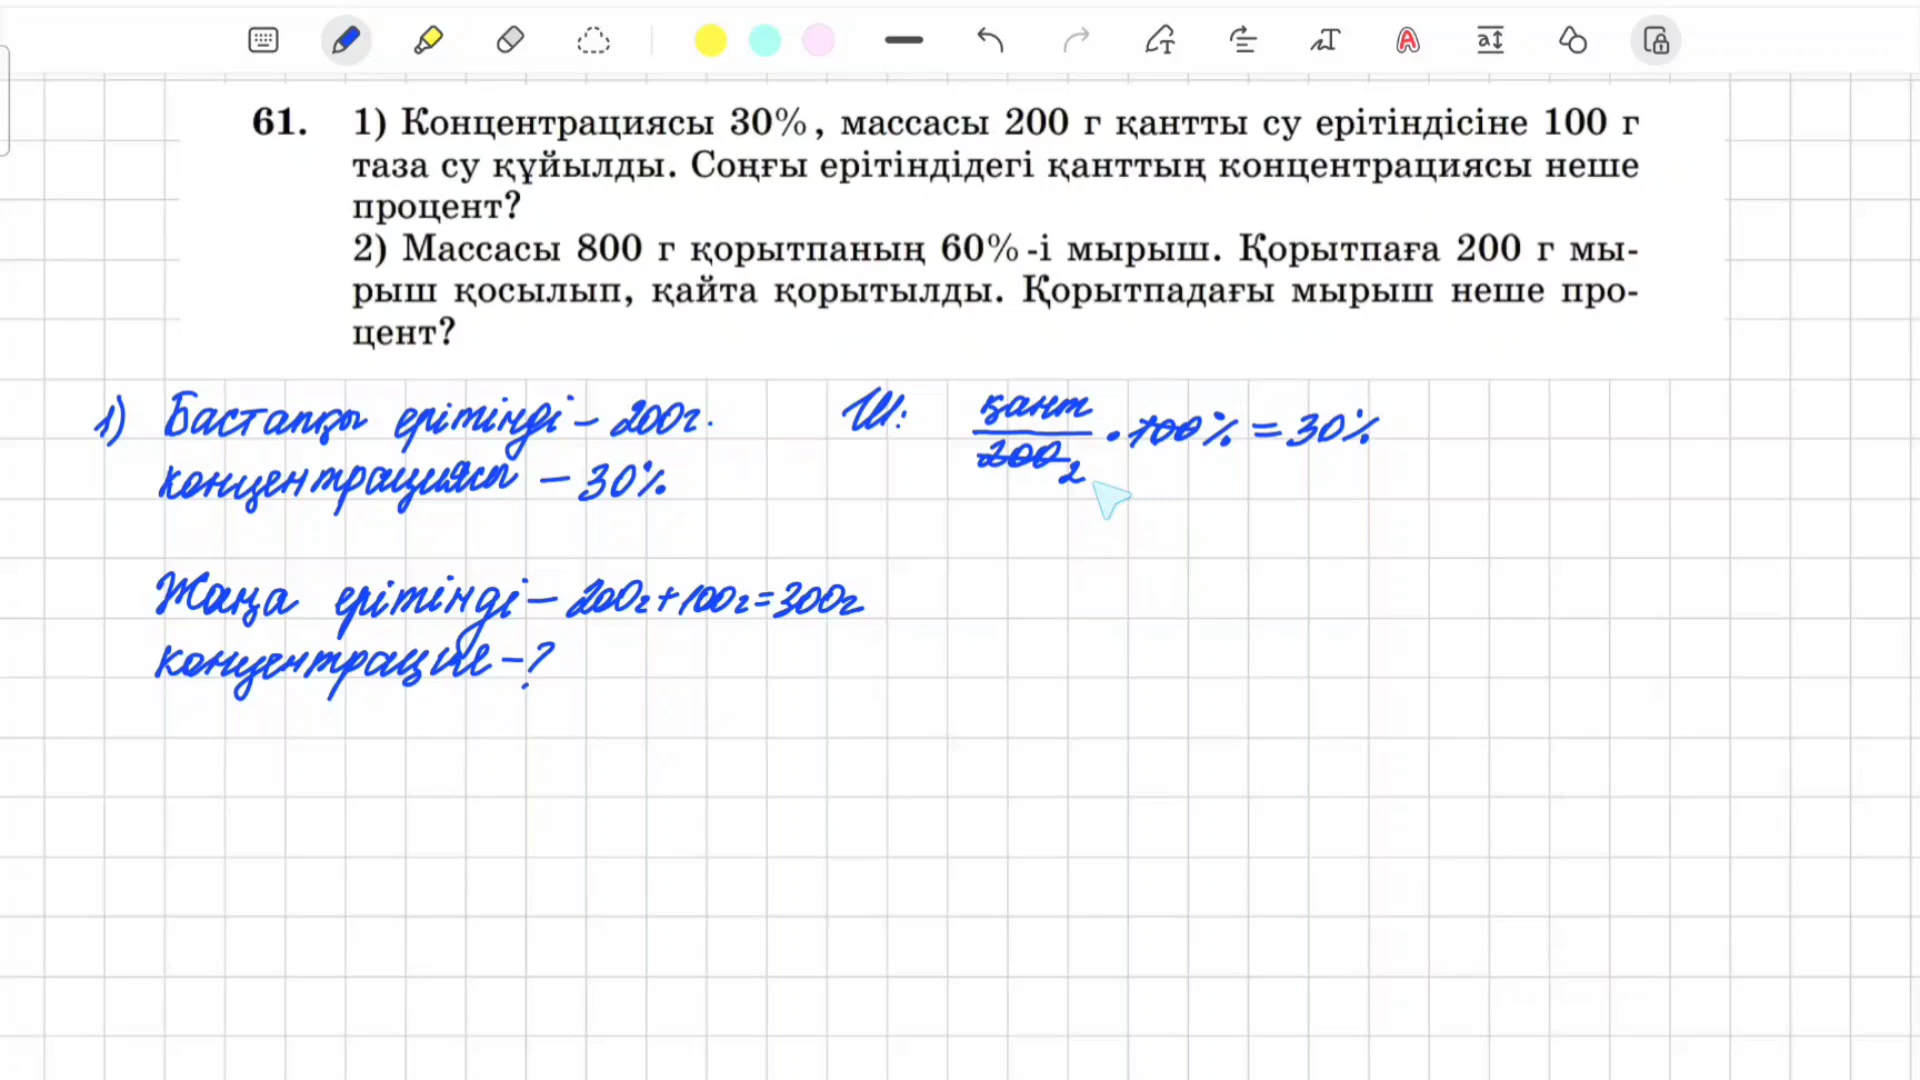 61. 1) Концентрациясы 30%, массасы 200 г қантты су ерітіндісіне 100 г
таза су құйылды. Соңғы ерітіндідегі қанттың концентрациясы неше
процент?
2) Массасы 800 г қорытпаның 60%-і мырыш. Қорытпаға 200 г мы-
рыш қосылып, қайта қорытылды. Қорытпадағы мырыш неше про-
цент?
1) Бастапқы ерітінді – 200г.
концентрациясы – 30%
Жаңа ерітінді – 200г+100г=300г
концентрация – ?
Ш: қант/200 2 · 100% = 30%